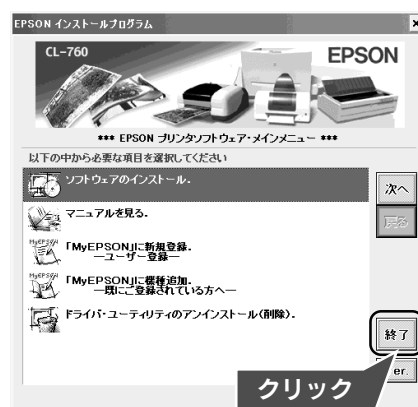 EPSON インストールプログラム
CL-760
EPSON
*** EPSON プリンタソフトウェア・メインメニュー ***
以下の中から必要な項目を選択してください
ソフトウェアのインストール.
次へ
マニュアルを見る.
戻る
「MyEPSON」に新規登録.
―ユーザー登録―
「MyEPSON」に機種追加.
―既にご登録されている方へ―
ドライバ・ユーティリティのアンインストール(削除).
終了
er.
クリック